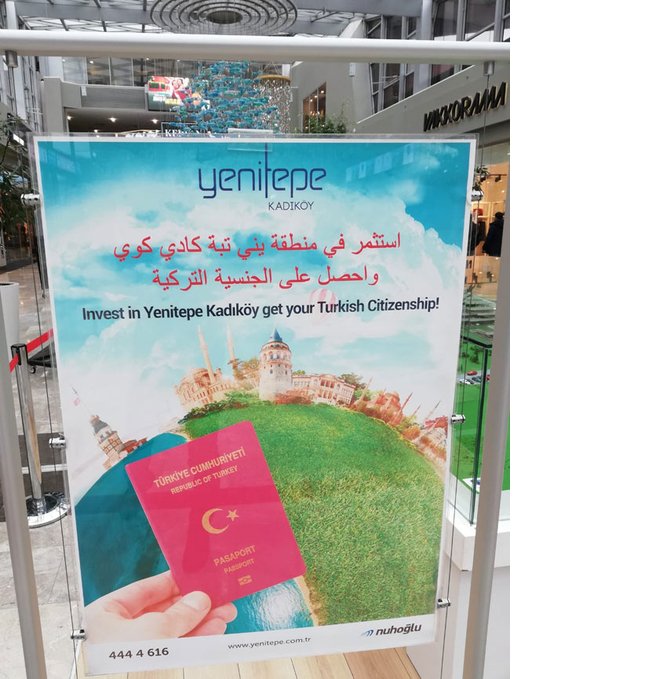 VAKKORAMA
yenitepe
KADIKÖY
استثمر في منطقة يني تبة كادي كوي
واحصل على الجنسية التركية
Invest in Yenitepe Kadıköy get your Turkish Citizenship!
TÜRKİYE CUMHURİYETİ
REPUBLIC OF TURKEY
PASAPORT
PASSPORT
444 4 616
www.yenitepe.com.tr
nuhoğlu